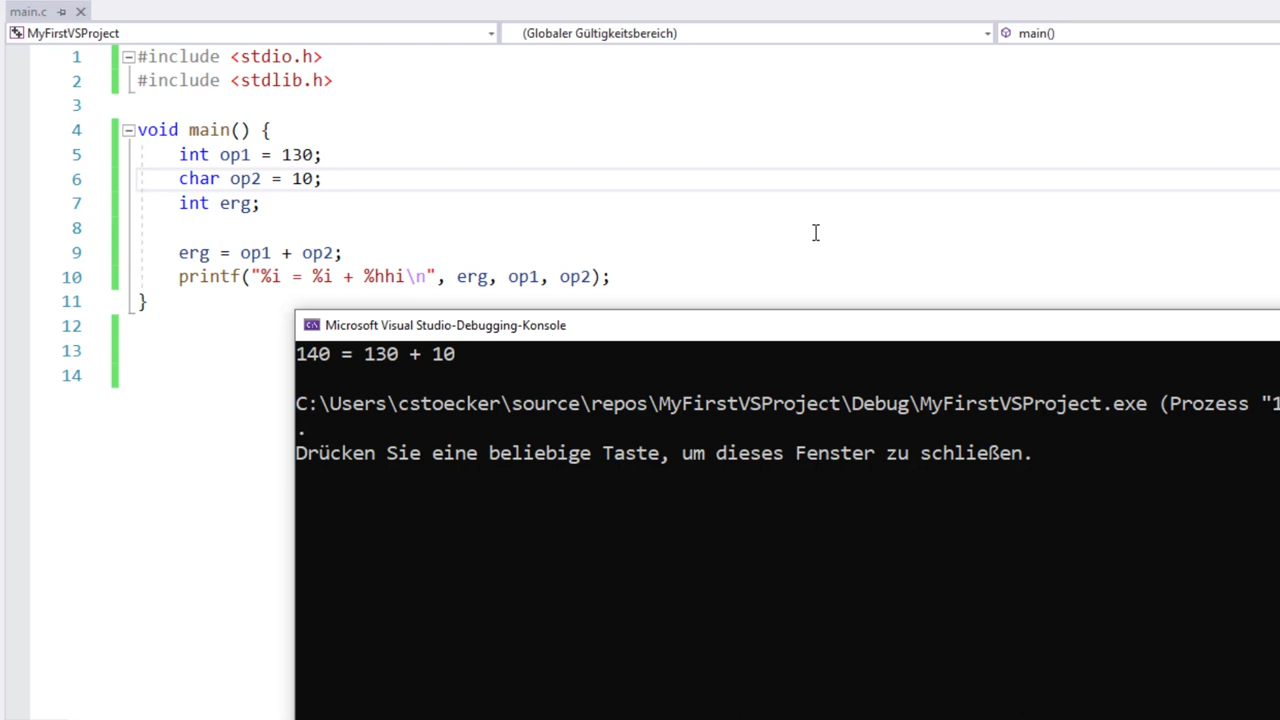 main.c
MyFirstVSProject (Globaler Gültigkeitsbereich) main()
1 #include <stdio.h>
2 #include <stdlib.h>
3
4 void main() {
5 int op1 = 130;
6 char op2 = 10;
7 int erg;
8
9 erg = op1 + op2;
10 printf("%i = %i + %hhi\n", erg, op1, op2);
11 }
12
13
14
Microsoft Visual Studio-Debugging-Konsole
140 = 130 + 10
C:\Users\cstoecker\source\repos\MyFirstVSProject\Debug\MyFirstVSProject.exe (Prozess "1
.
Drücken Sie eine beliebige Taste, um dieses Fenster zu schließen.